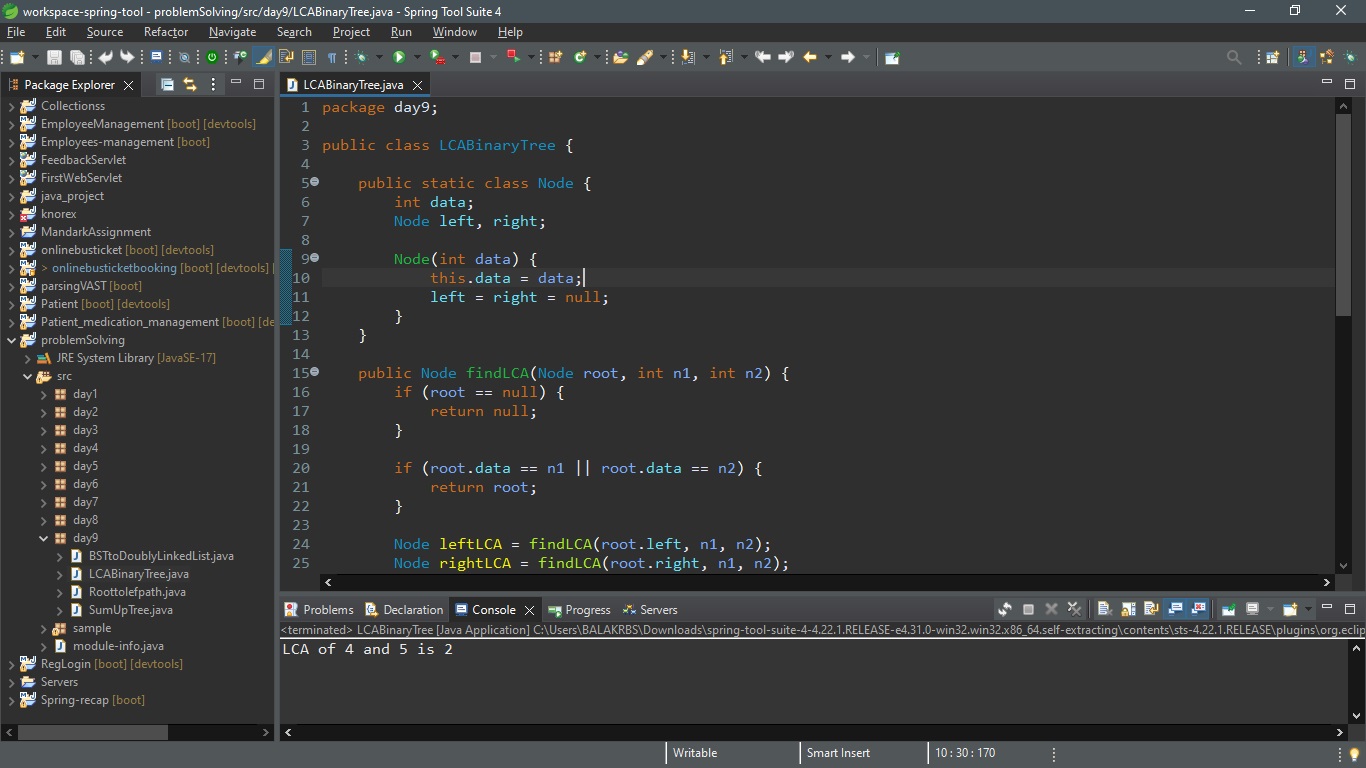 workspace-spring-tool - problemSolving/src/day9/LCABinaryTree.java - Spring Tool Suite 4
File Edit Source Refactor Navigate Search Project Run Window Help
Package Explorer
Collectionss
EmployeeManagement [boot] [devtools]
Employees-management [boot]
FeedbackServlet
FirstWebServlet
java_project
knorex
MandarkAssignment
onlinebusticket [boot] [devtools]
> onlinebusticketbooking [boot] [devtools] [
parsingVAST [boot]
Patient [boot] [devtools]
Patient_medication_management [boot] [de
problemSolving
JRE System Library [JavaSE-17]
src
day1
day2
day3
day4
day5
day6
day7
day8
day9
BSTtoDoublyLinkedList.java
LCABinaryTree.java
Roottolefpath.java
SumUpTree.java
sample
module-info.java
RegLogin [boot] [devtools]
Servers
Spring-recap [boot]
LCABinaryTree.java
1 package day9;
2
3 public class LCABinaryTree {
4
5 public static class Node {
6 int data;
7 Node left, right;
8
9 Node(int data) {
10 this.data = data;
11 left = right = null;
12 }
13 }
14
15 public Node findLCA(Node root, int n1, int n2) {
16 if (root == null) {
17 return null;
18 }
19
20 if (root.data == n1 || root.data == n2) {
21 return root;
22 }
23
24 Node leftLCA = findLCA(root.left, n1, n2);
25 Node rightLCA = findLCA(root.right, n1, n2);
Problems Declaration Console Progress Servers
<terminated> LCABinaryTree [Java Application] C:\Users\BALAKRBS\Downloads\spring-tool-suite-4-4.22.1.RELEASE-e4.31.0-win32.win32.x86_64.self-extracting\contents\sts-4.22.1.RELEASE\plugins\org.eclip
LCA of 4 and 5 is 2
Writable Smart Insert 10 : 30 : 170